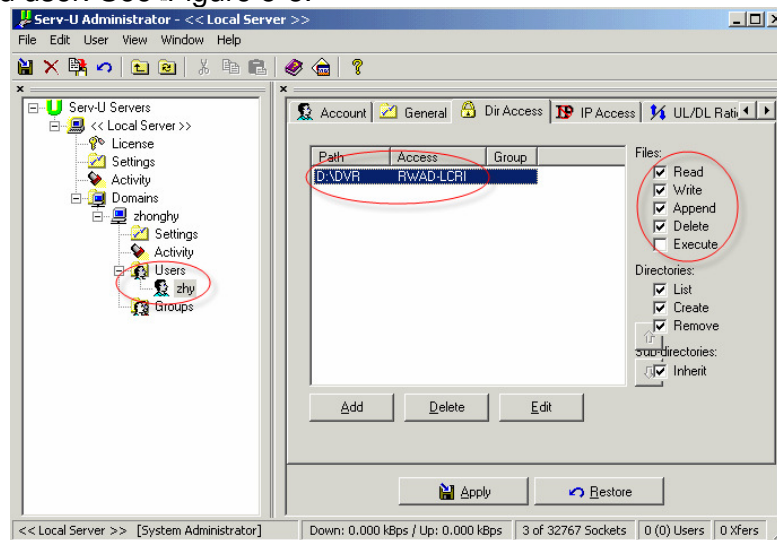 d user. See Figure
Serv-U Administrator - << Local Server >>
File Edit User View Window Help
Serv-U Servers
<< Local Server >>
License
Settings
Activity
Domains
zhonghy
Settings
Activity
Users
zhy
Groups
Account General Dir Access IP Access UL/DL Rati
Path Access Group
D:\DVR RWAD-LCRI
Files:
Read
Write
Append
Delete
Execute
Directories:
List
Create
Remove
Sub-directories:
Inherit
Add Delete Edit
Apply Restore
<< Local Server >> [System Administrator] Down: 0.000 kBps / Up: 0.000 kBps 3 of 32767 Sockets 0 (0) Users 0 Xfers